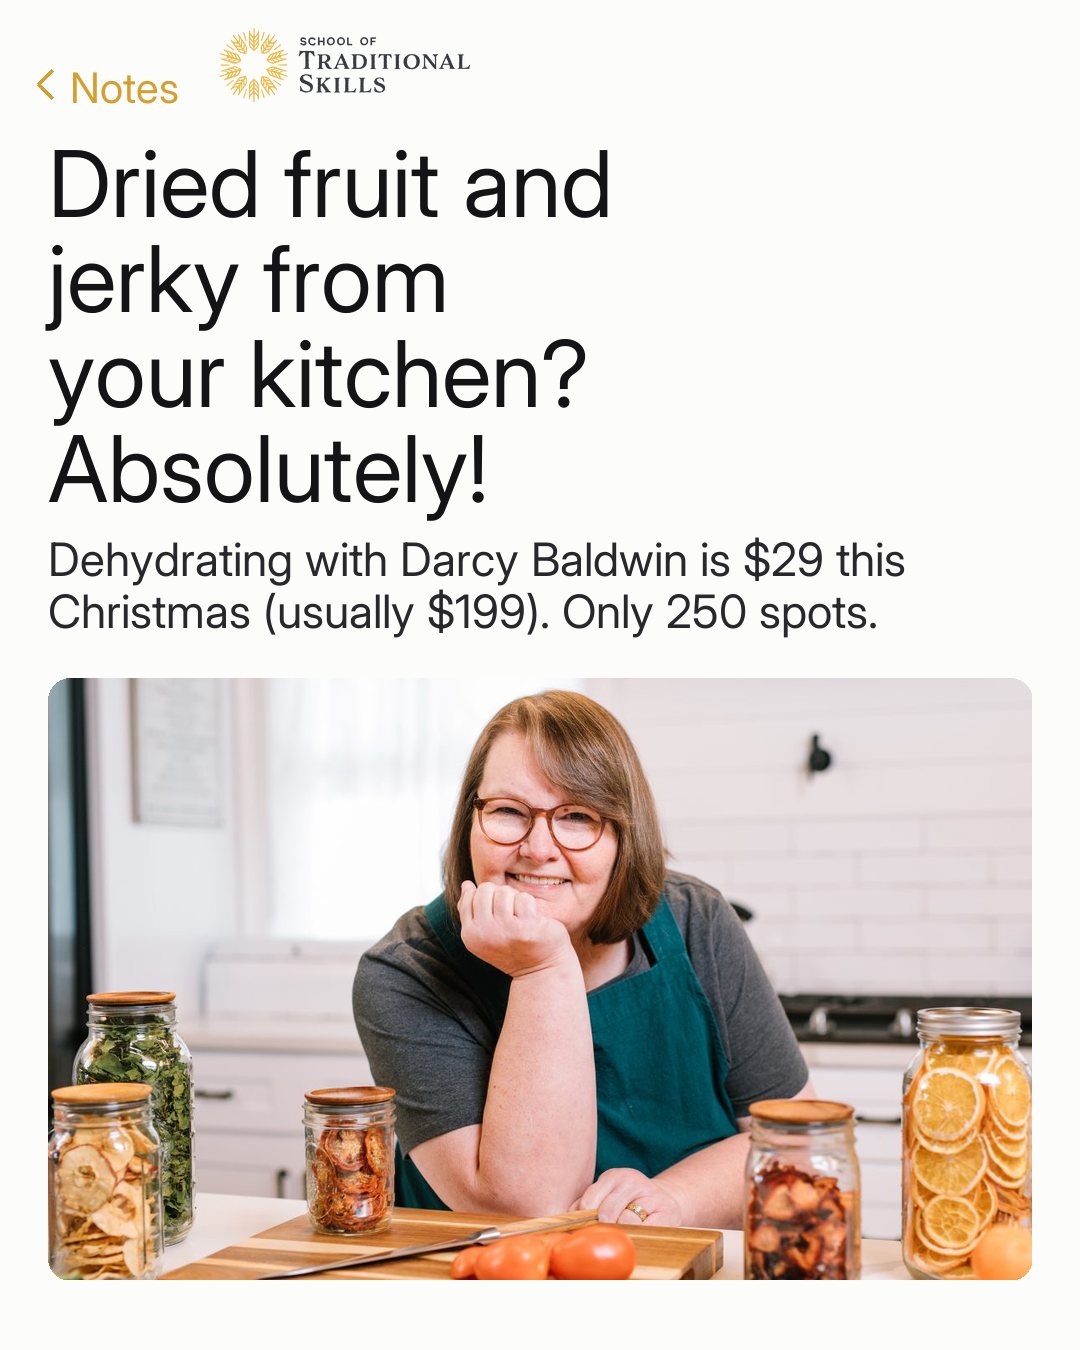 SCHOOL OF
TRADITIONAL
SKILLS
Notes
Dried fruit and
jerky from
your kitchen?
Absolutely!
Dehydrating with Darcy Baldwin is $29 this
Christmas (usually $199). Only 250 spots.